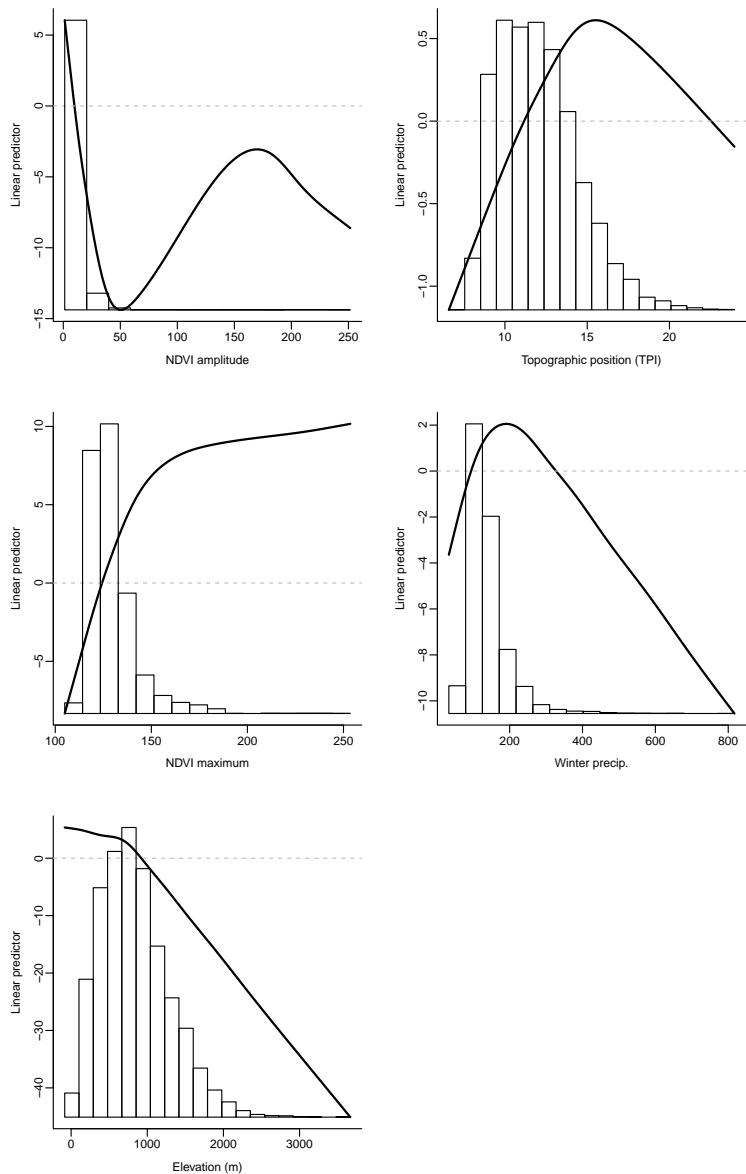 5
0
−5
−10
−15
Linear predictor
0 50 100 150 200 250
NDVI amplitude
0.5
0.0
−0.5
−1.0
Linear predictor
10 15 20
Topographic position (TPI)
10
5
0
−5
Linear predictor
100 150 200 250
NDVI maximum
2
0
−2
−4
−6
−8
−10
Linear predictor
200 400 600 800
Winter precip.
0
−10
−20
−30
−40
Linear predictor
0 1000 2000 3000
Elevation (m)